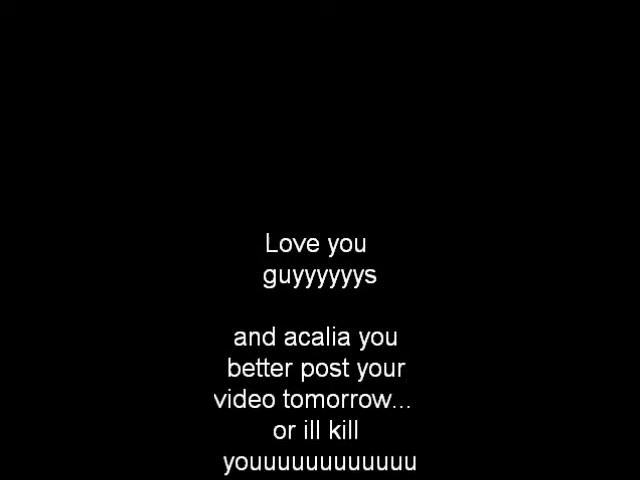 Love you
guyyyyyys
and acalia you
better post your
video tomorrow...
or ill kill
youuuuuuuuuuuu